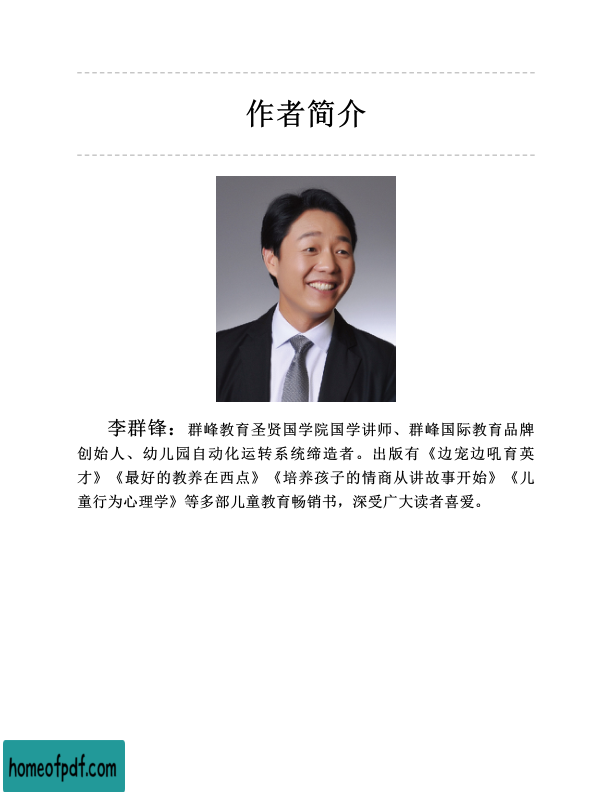 作者简介
李群锋：群峰教育圣贤国学院国学讲师、群峰国际教育品牌
创始人、幼儿园自动化运转系统缔造者。出版有《边宠边吼育英
才》《最好的教养在西点》《培养孩子的情商从讲故事开始》《儿
童行为心理学》等多部儿童教育畅销书，深受广大读者喜爱。
homeofpdf.com